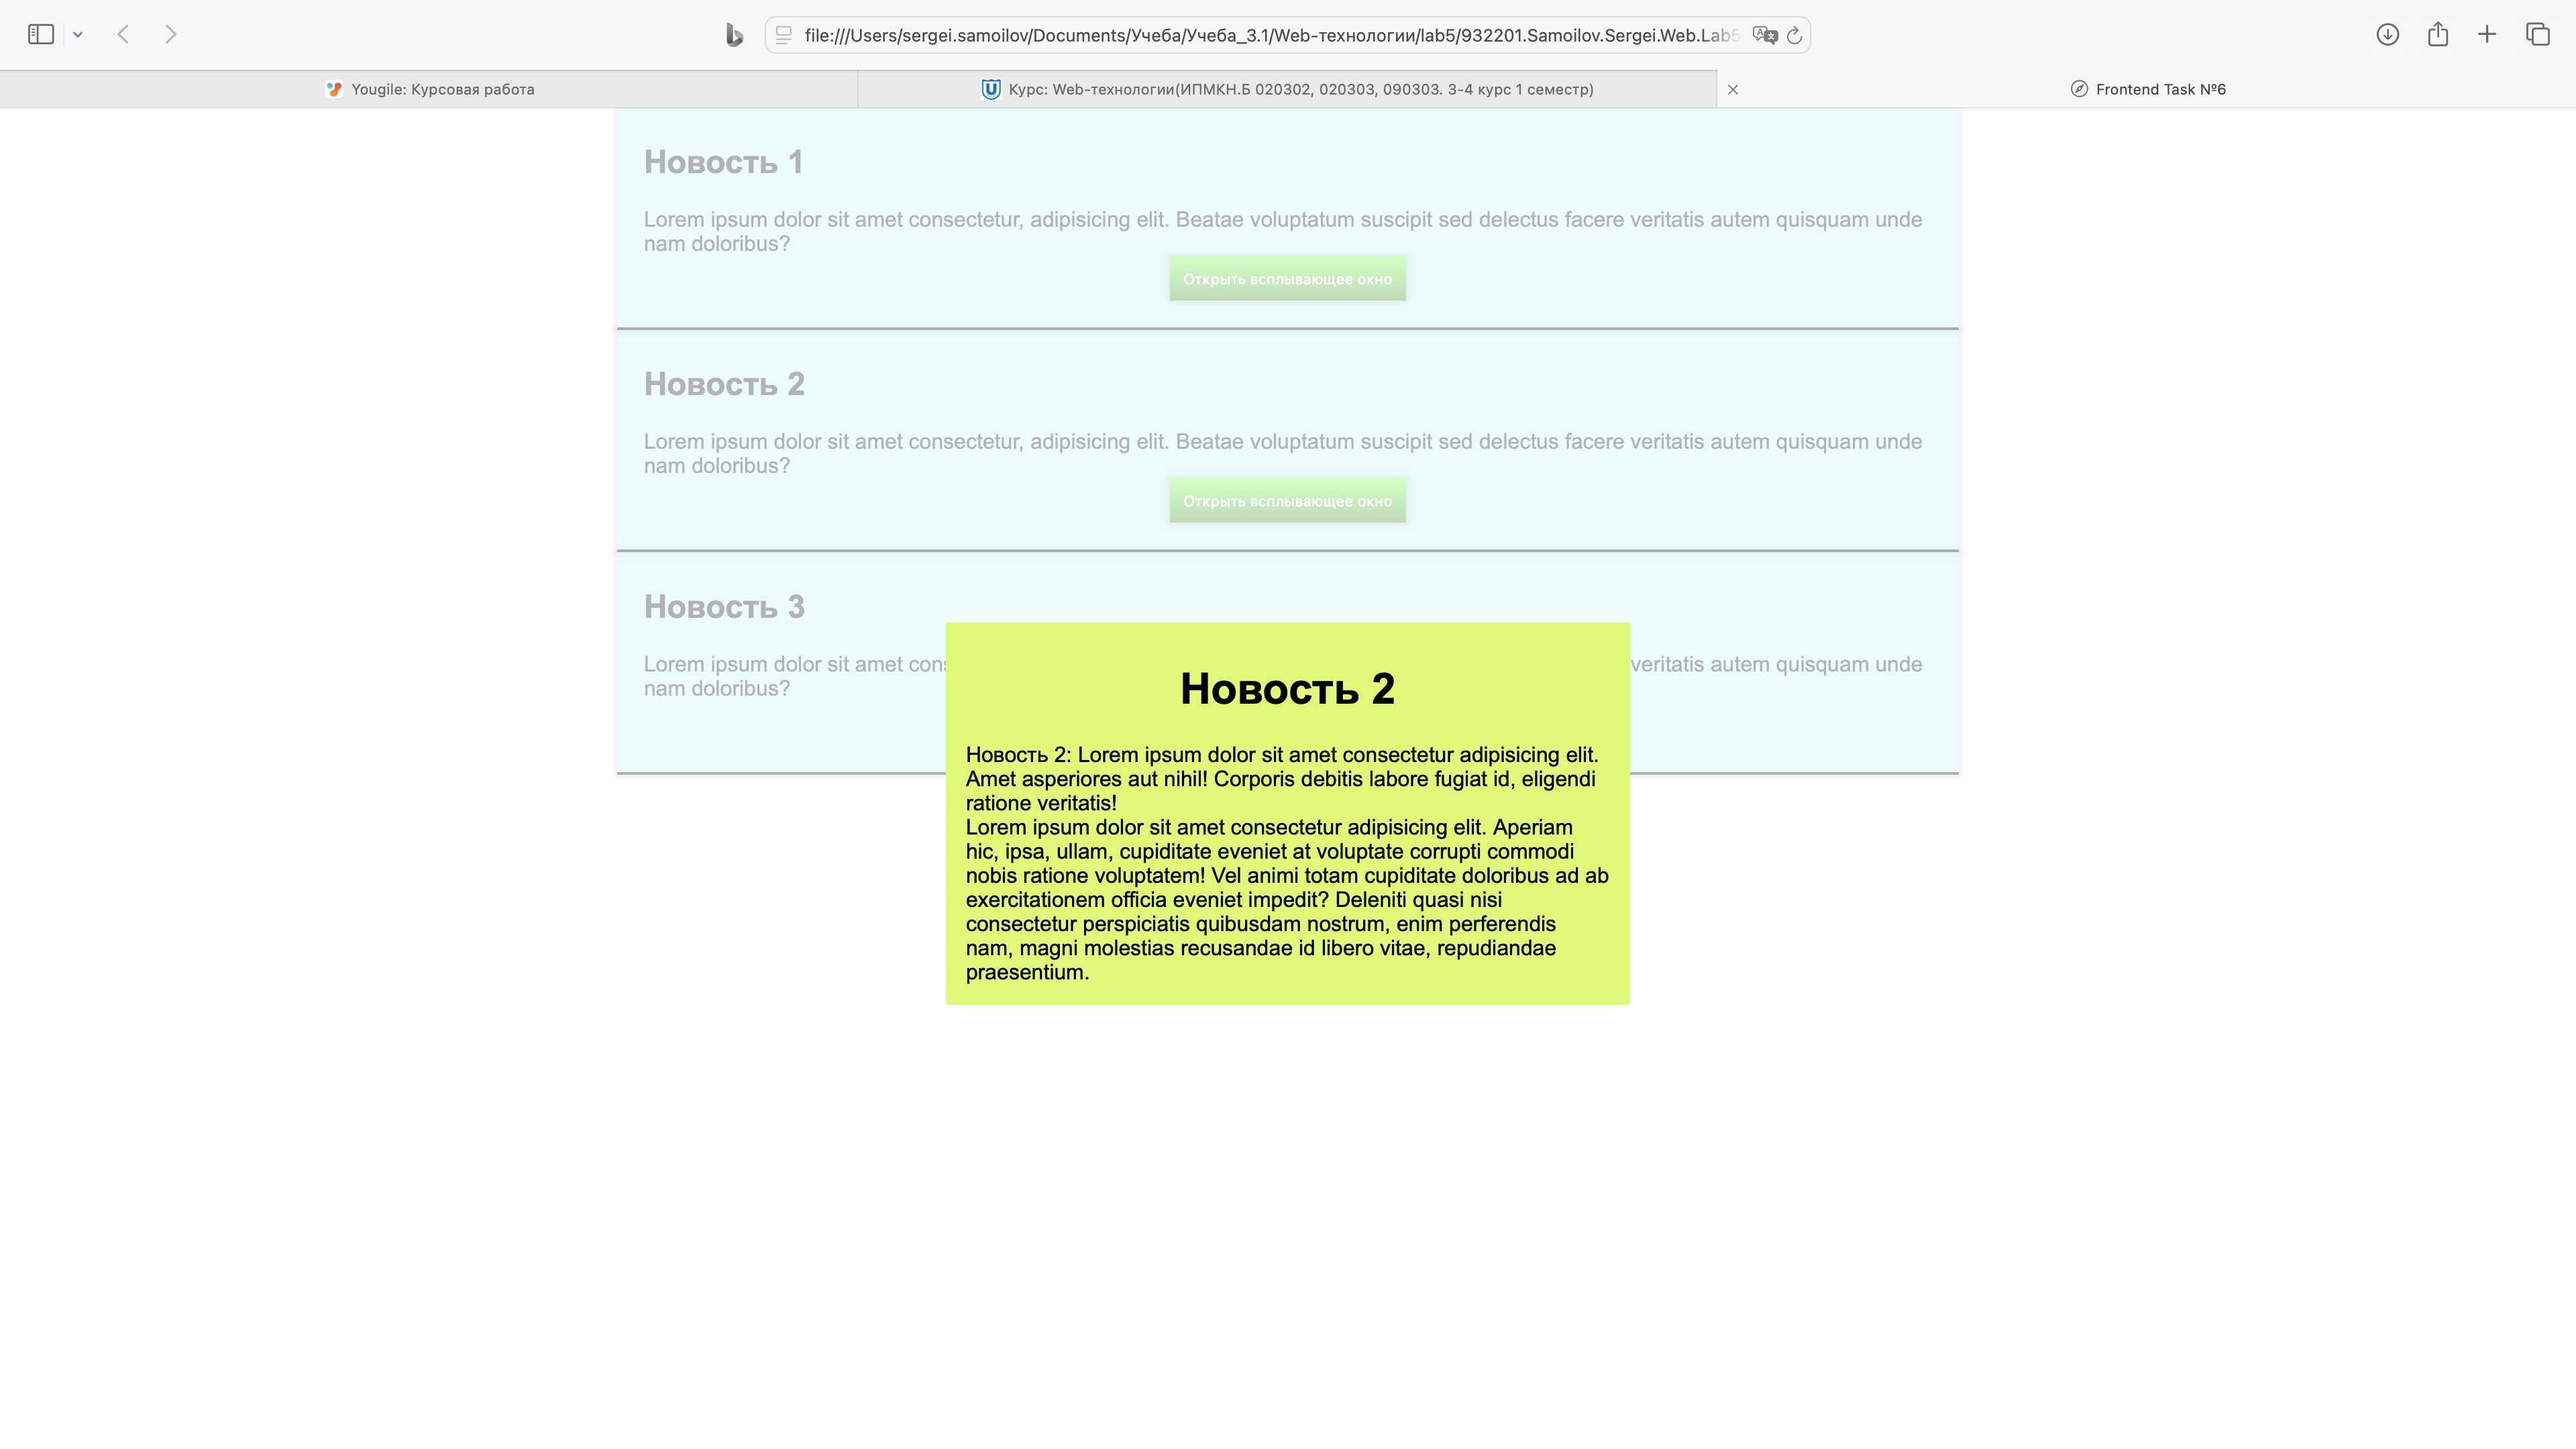 file:///Users/sergei.samoilov/Documents/Учеба/Учеба_3.1/Web-технологии/lab5/932201.Samoilov.Sergei.Web.Lab5
Yougile: Курсовая работа
Курс: Web-технологии(ИПМКН.Б 020302, 020303, 090303. 3-4 курс 1 семестр)
Frontend Task №6
Новость 1
Lorem ipsum dolor sit amet consectetur, adipisicing elit. Beatae voluptatum suscipit sed delectus facere veritatis autem quisquam unde
nam doloribus?
Открыть всплывающее окно
Новость 2
Lorem ipsum dolor sit amet consectetur, adipisicing elit. Beatae voluptatum suscipit sed delectus facere veritatis autem quisquam unde
nam doloribus?
Открыть всплывающее окно
Новость 3
Lorem ipsum dolor sit amet veritatis autem quisquam unde
nam doloribus?
Новость 2
Новость 2: Lorem ipsum dolor sit amet consectetur adipisicing elit.
Amet asperiores aut nihil! Corporis debitis labore fugiat id, eligendi
ratione veritatis!
Lorem ipsum dolor sit amet consectetur adipisicing elit. Aperiam
hic, ipsa, ullam, cupiditate eveniet at voluptate corrupti commodi
nobis ratione voluptatem! Vel animi totam cupiditate doloribus ad ab
exercitationem officia eveniet impedit? Deleniti quasi nisi
consectetur perspiciatis quibusdam nostrum, enim perferendis
nam, magni molestias recusandae id libero vitae, repudiandae
praesentium.